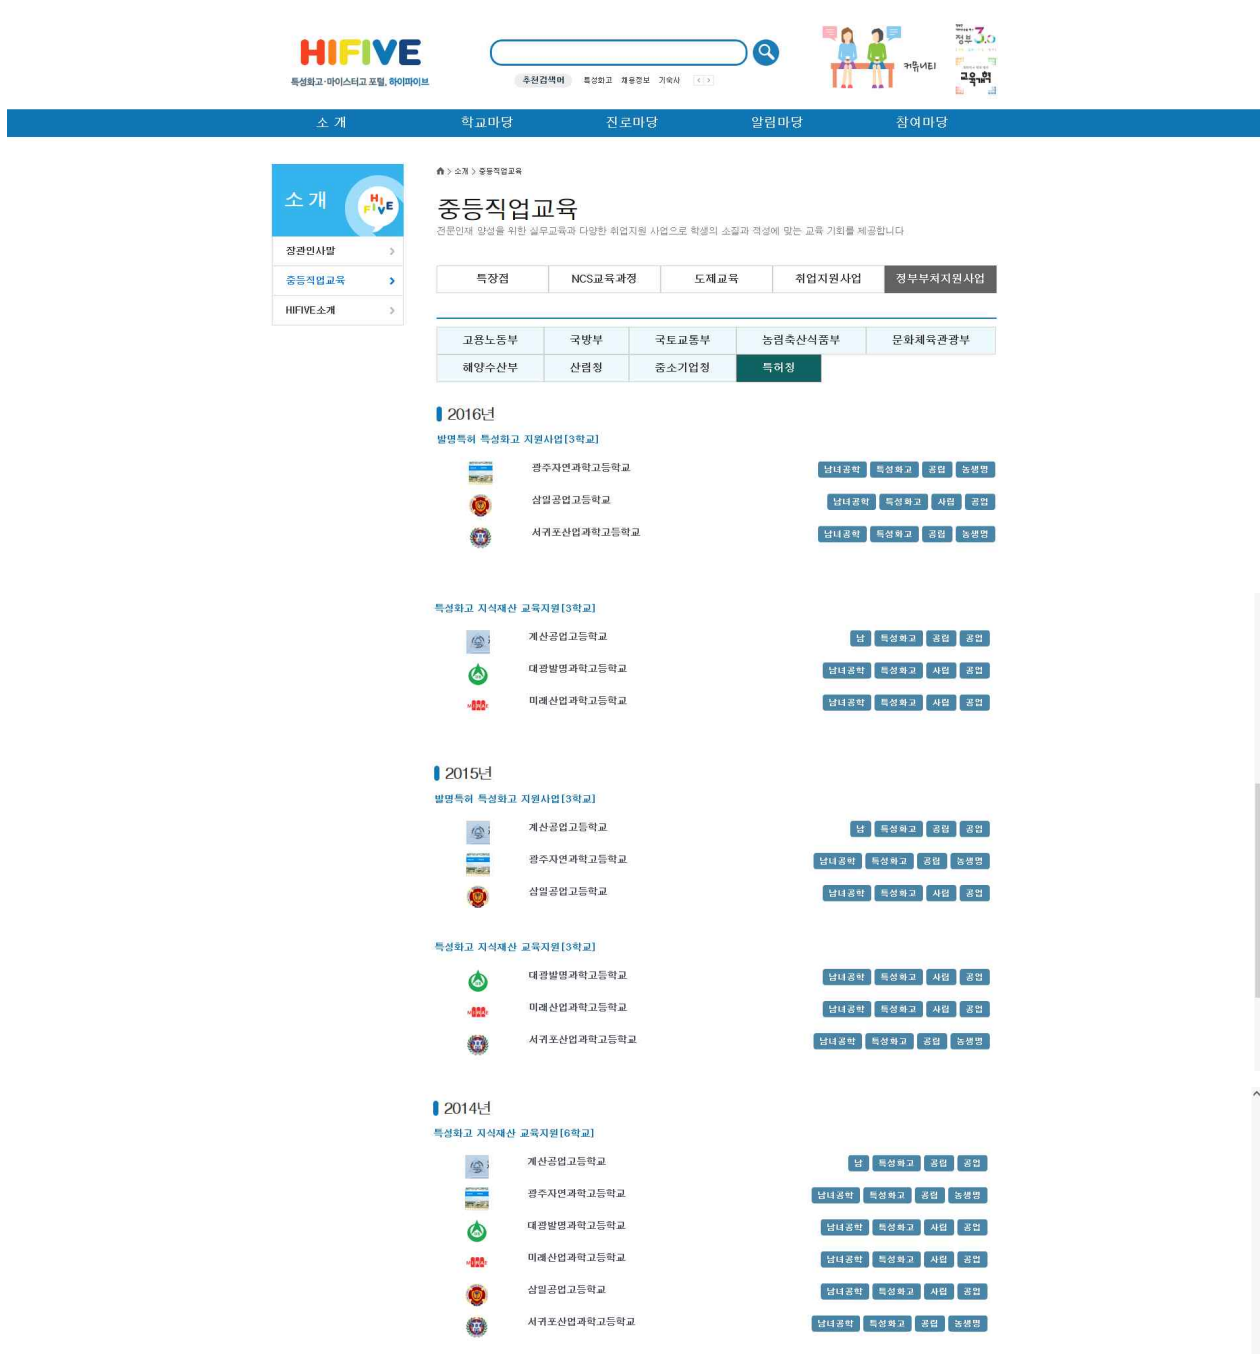 HIFIVE
특성화고·마이스터고 포털, 하이파이브
추천검색어 특성화고 채용정보 기숙사
커뮤니티
정부3.0
교육개혁
소 개 학교마당 진로마당 알림마당 참여마당
소 개
HI FIVE
장관인사말
중등직업교육
HIFIVE소개
> 소개 > 중등직업교육
중등직업교육
전문인재 양성을 위한 실무교육과 다양한 취업지원 사업으로 학생의 소질과 적성에 맞는 교육 기회를 제공합니다
특장점 NCS교육과정 도제교육 취업지원사업 정부부처지원사업
고용노동부 국방부 국토교통부 농림축산식품부 문화체육관광부
해양수산부 산림청 중소기업청 특허청
2016년
발명특허 특성화고 지원사업[3학교]
광주자연과학고등학교 남녀공학 특성화고 공립 농생명
삼일공업고등학교 남녀공학 특성화고 사립 공업
서귀포산업과학고등학교 남녀공학 특성화고 공립 농생명
특성화고 지식재산 교육지원[3학교]
계산공업고등학교 남 특성화고 공립 공업
대광발명과학고등학교 남녀공학 특성화고 사립 공업
미래산업과학고등학교 남녀공학 특성화고 사립 공업
2015년
발명특허 특성화고 지원사업[3학교]
계산공업고등학교 남 특성화고 공립 공업
광주자연과학고등학교 남녀공학 특성화고 공립 농생명
삼일공업고등학교 남녀공학 특성화고 사립 공업
특성화고 지식재산 교육지원[3학교]
대광발명과학고등학교 남녀공학 특성화고 사립 공업
미래산업과학고등학교 남녀공학 특성화고 사립 공업
서귀포산업과학고등학교 남녀공학 특성화고 공립 농생명
2014년
특성화고 지식재산 교육지원[6학교]
계산공업고등학교 남 특성화고 공립 공업
광주자연과학고등학교 남녀공학 특성화고 공립 농생명
대광발명과학고등학교 남녀공학 특성화고 사립 공업
미래산업과학고등학교 남녀공학 특성화고 사립 공업
삼일공업고등학교 남녀공학 특성화고 사립 공업
서귀포산업과학고등학교 남녀공학 특성화고 공립 농생명